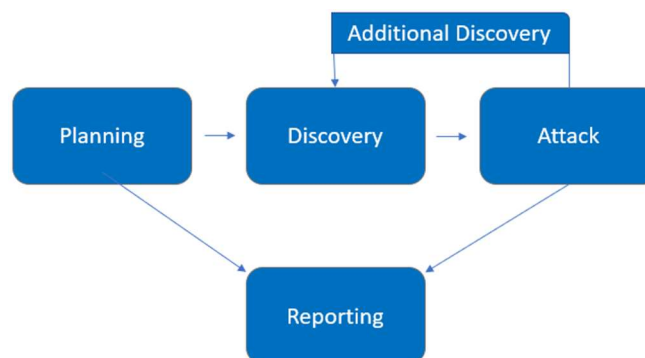 Additional Discovery
Planning
Discovery
Attack
Reporting